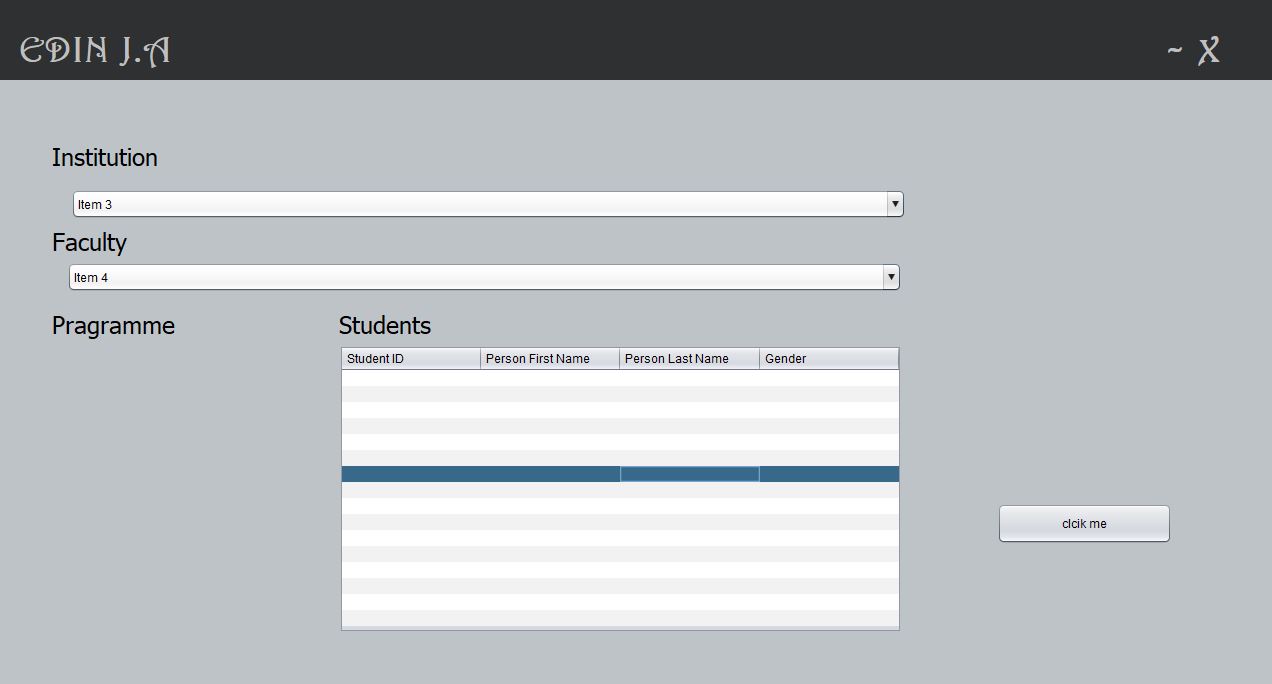 EDIN J.A ~ X
Institution
Item 3
Faculty
Item 4
Pragramme Students
Student ID Person First Name Person Last Name Gender
clcik me